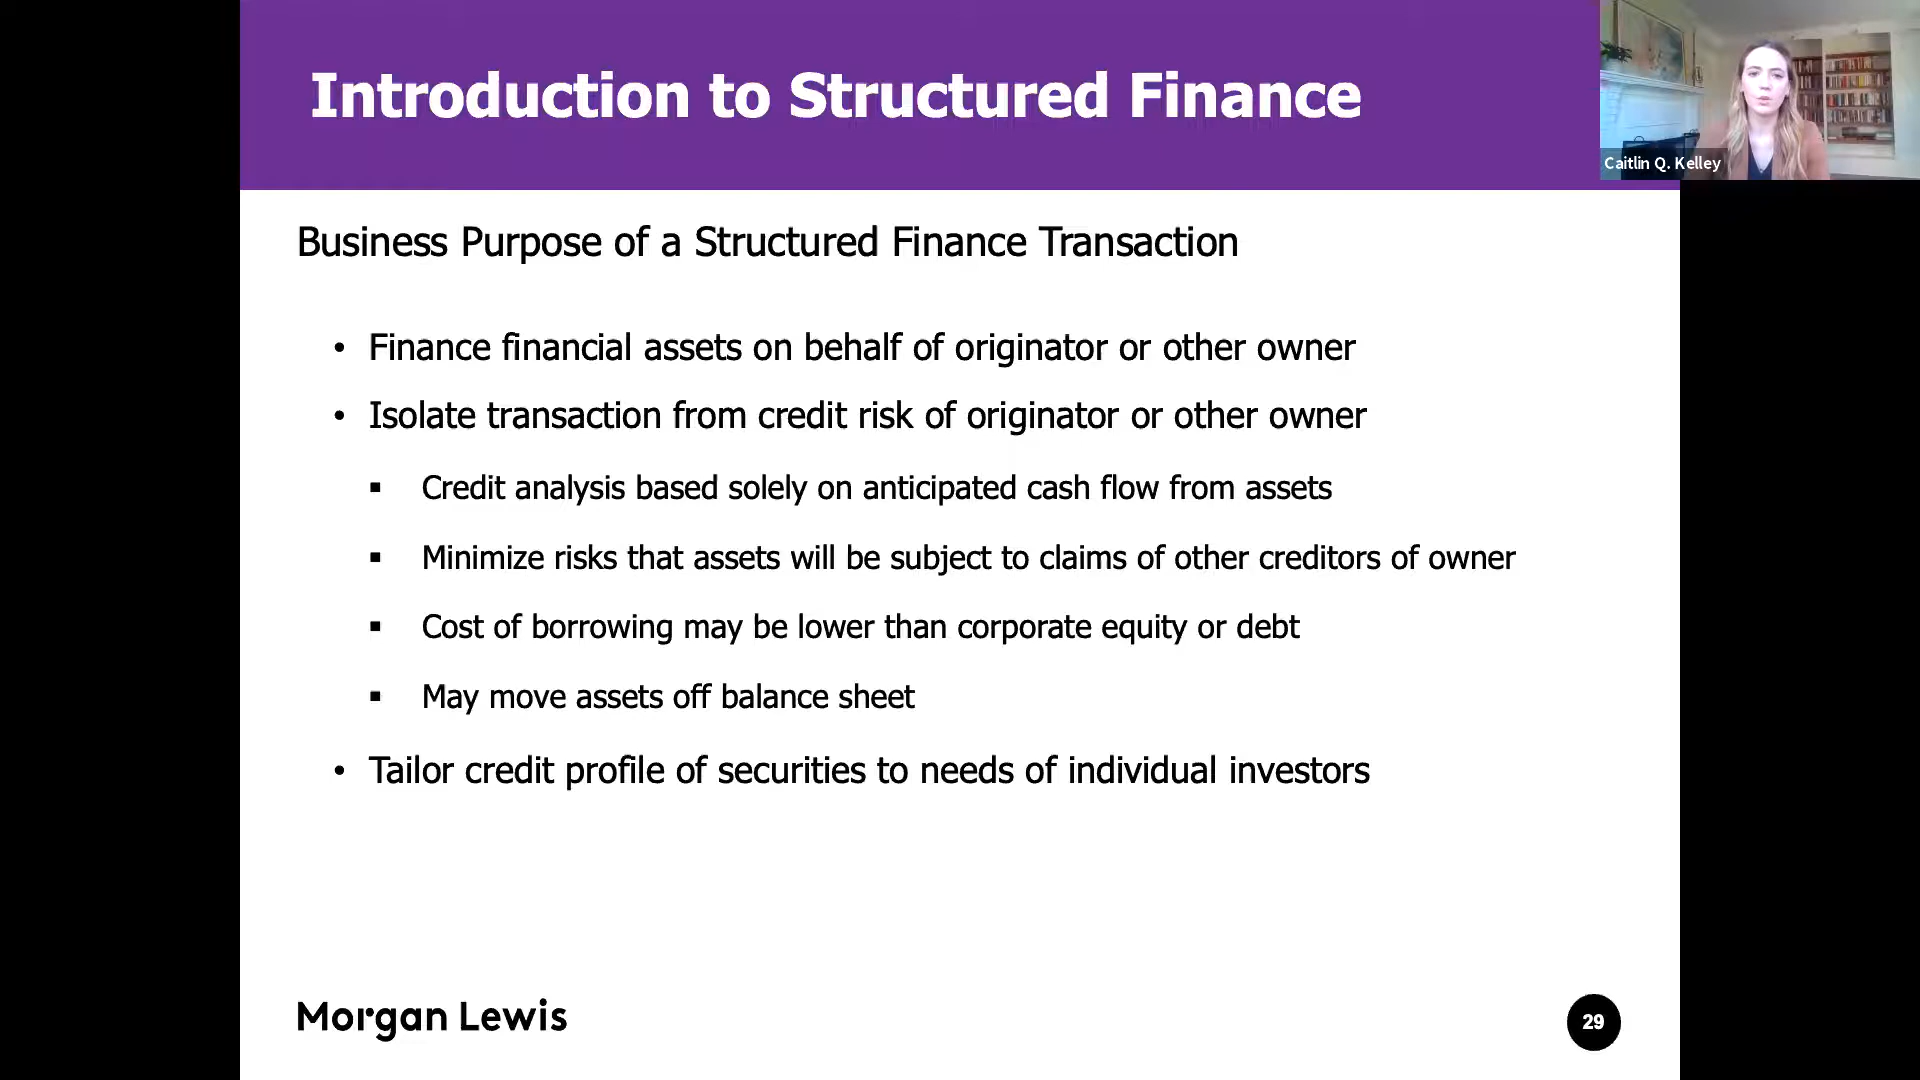 Introduction to Structured Finance
Caitlin Q. Kelley
Business Purpose of a Structured Finance Transaction
• Finance financial assets on behalf of originator or other owner
• Isolate transaction from credit risk of originator or other owner
▪ Credit analysis based solely on anticipated cash flow from assets
▪ Minimize risks that assets will be subject to claims of other creditors of owner
▪ Cost of borrowing may be lower than corporate equity or debt
▪ May move assets off balance sheet
• Tailor credit profile of securities to needs of individual investors
Morgan Lewis
29